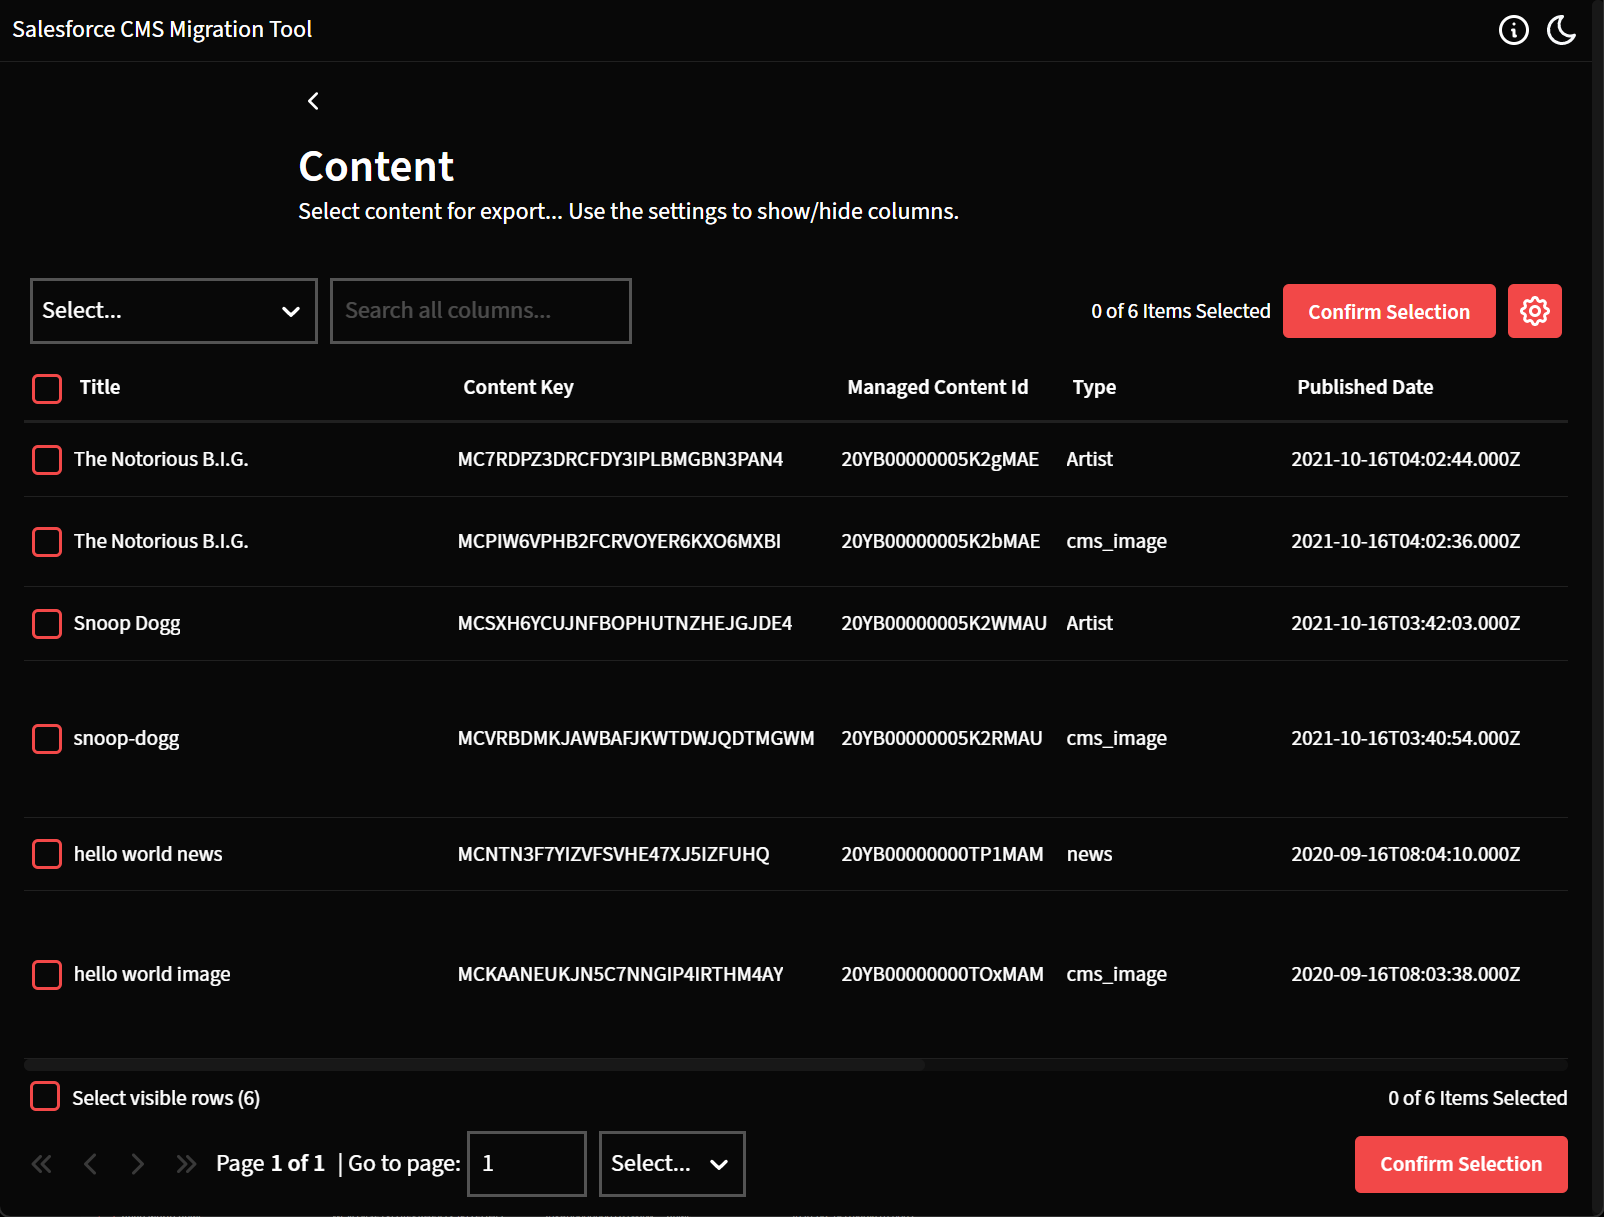 Salesforce CMS Migration Tool
Content
Select content for export... Use the settings to show/hide columns.
Select... Search all columns... 0 of 6 Items Selected Confirm Selection
Title Content Key Managed Content Id Type Published Date
The Notorious B.I.G. MC7RDPZ3DRCFDY3IPLBMGBN3PAN4 20YB00000005K2gMAE Artist 2021-10-16T04:02:44.000Z
The Notorious B.I.G. MCPIW6VPHB2FCRVOYER6KXO6MXBI 20YB00000005K2bMAE cms_image 2021-10-16T04:02:36.000Z
Snoop Dogg MCSXH6YCUJNFBOPHUTNZHEJGJDE4 20YB00000005K2WMAU Artist 2021-10-16T03:42:03.000Z
snoop-dogg MCVRBDMKJAWBAFJKWTDWJQDTMGWM 20YB00000005K2RMAU cms_image 2021-10-16T03:40:54.000Z
hello world news MCNTN3F7YIZVFSVHE47XJ5IZFUHQ 20YB00000000TP1MAM news 2020-09-16T08:04:10.000Z
hello world image MCKAANEUKJN5C7NNGIP4IRTHM4AY 20YB00000000TOxMAM cms_image 2020-09-16T08:03:38.000Z
Select visible rows (6) 0 of 6 Items Selected
Page 1 of 1 | Go to page: 1 Select... Confirm Selection